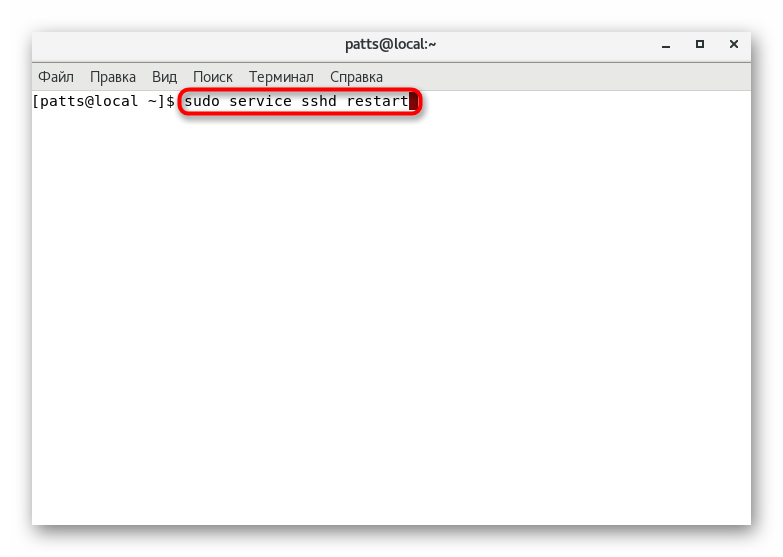 patts@local:~
Файл Правка Вид Поиск Терминал Справка
[patts@local ~]$ sudo service sshd restart